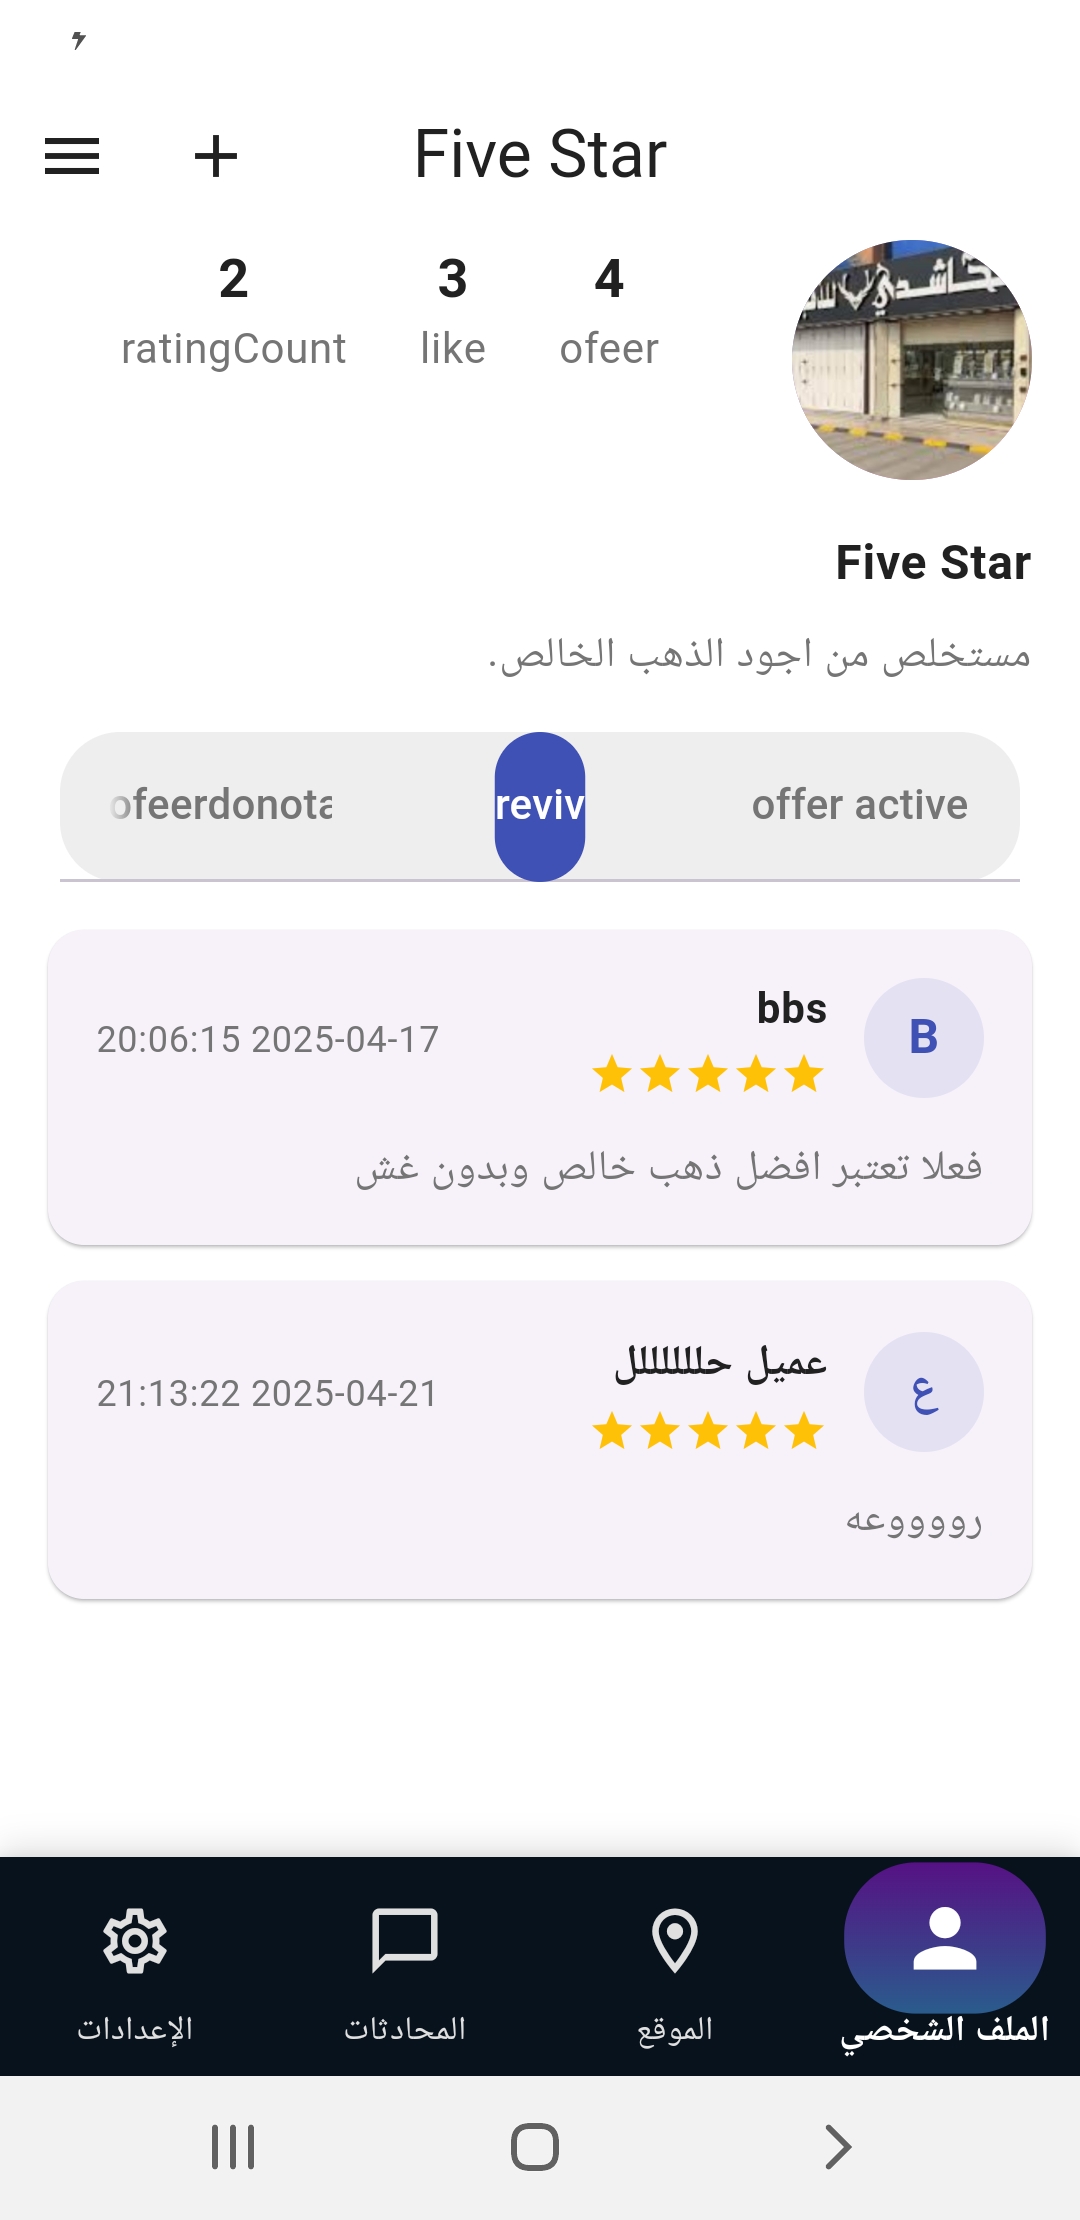 Five Star
4
ofeer
3
like
2
ratingCount
Five Star
مستخلص من اجود الذهب الخالص.
offer active
reviv
ofeerdonota
B
bbs
20:06:15 2025-04-17
فعلا تعتبر افضل ذهب خالص وبدون غش
ع
عميل حللللللل
21:13:22 2025-04-21
رووووعه
الملف الشخصي
الموقع
المحادثات
الإعدادات